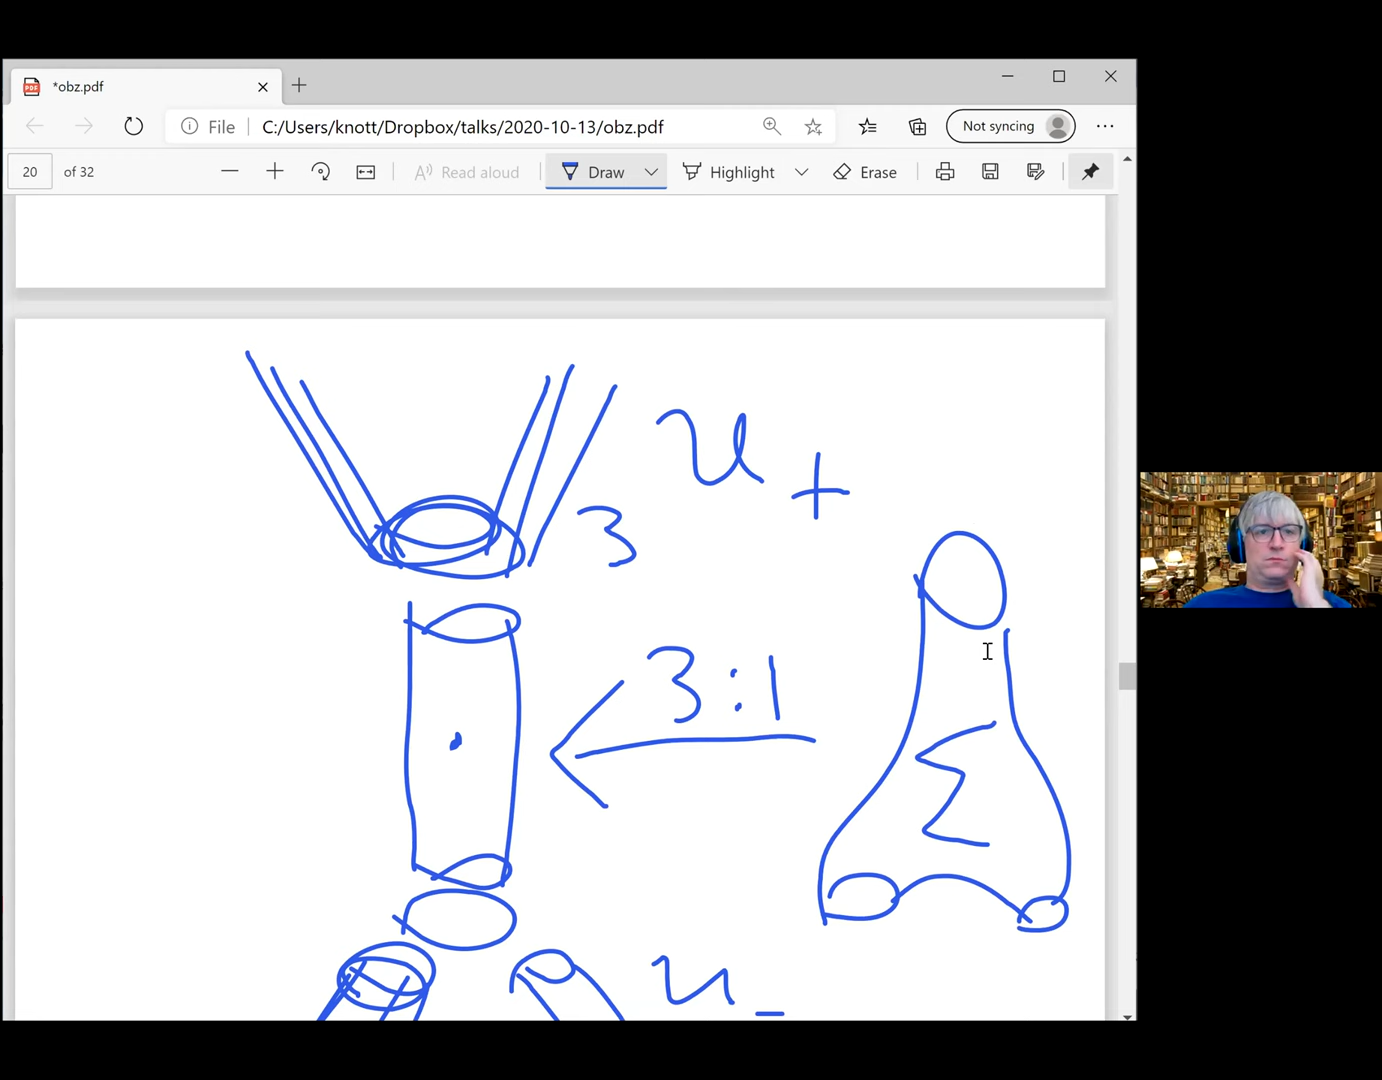 *obz.pdf
File C:/Users/knott/Dropbox/talks/2020-10-13/obz.pdf Not syncing
20 of 32 Read aloud Draw Highlight Erase
u+
3
3:1
Σ
u-